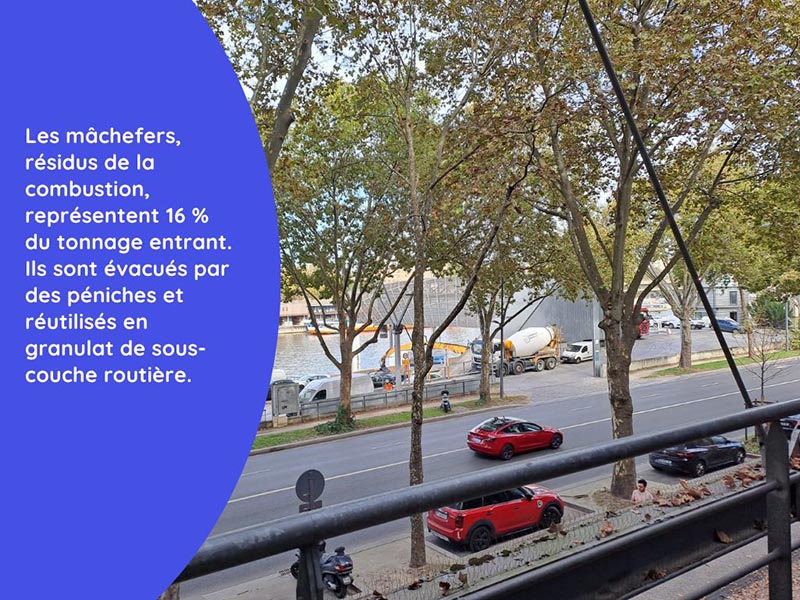 Les mâchefers,
résidus de la
combustion,
représentent 16 %
du tonnage entrant.
Ils sont évacués par
des péniches et
réutilisés en
granulat de sous-
couche routière.